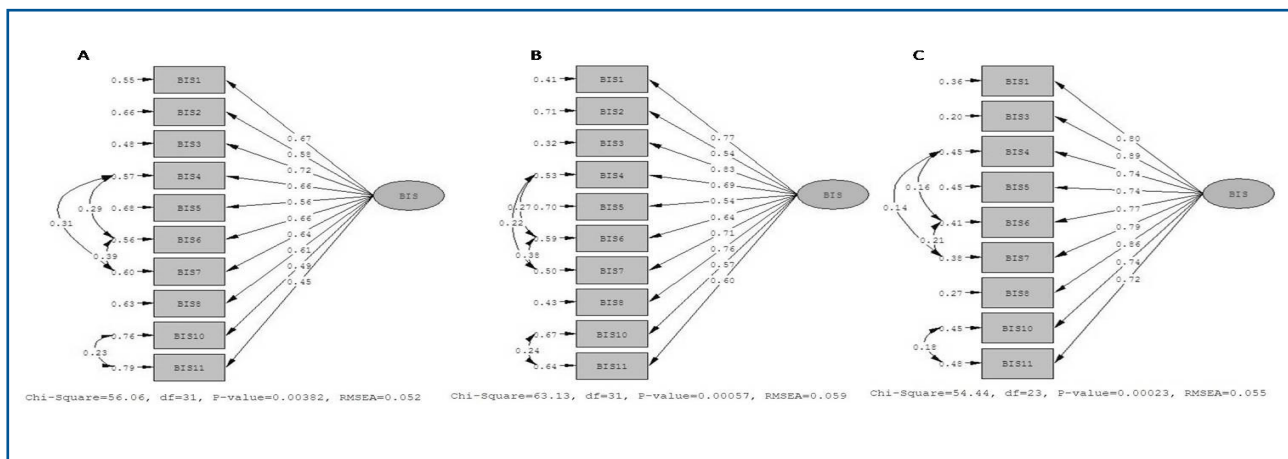 A
0.55 BIS1
0.66 BIS2
0.48 BIS3
0.57 BIS4
0.68 BIS5
0.56 BIS6
0.60 BIS7
0.63 BIS8
0.76 BIS10
0.79 BIS11
0.31
0.29
0.39
0.23
0.67
0.58
0.72
0.66
0.56
0.66
0.64
0.61
0.49
0.45
BIS
Chi-Square=56.06, df=31, P-value=0.00382, RMSEA=0.052
B
0.41 BIS1
0.71 BIS2
0.32 BIS3
0.53 BIS4
0.70 BIS5
0.59 BIS6
0.50 BIS7
0.43 BIS8
0.67 BIS10
0.64 BIS11
0.27
0.22
0.38
0.24
0.77
0.54
0.83
0.69
0.54
0.64
0.71
0.76
0.57
0.60
BIS
Chi-Square=63.13, df=31, P-value=0.00057, RMSEA=0.059
C
0.36 BIS1
0.20 BIS3
0.45 BIS4
0.45 BIS5
0.41 BIS6
0.38 BIS7
0.27 BIS8
0.45 BIS10
0.48 BIS11
0.16
0.14
0.21
0.18
0.80
0.89
0.74
0.74
0.77
0.79
0.86
0.74
0.72
BIS
Chi-Square=54.44, df=23, P-value=0.00023, RMSEA=0.055